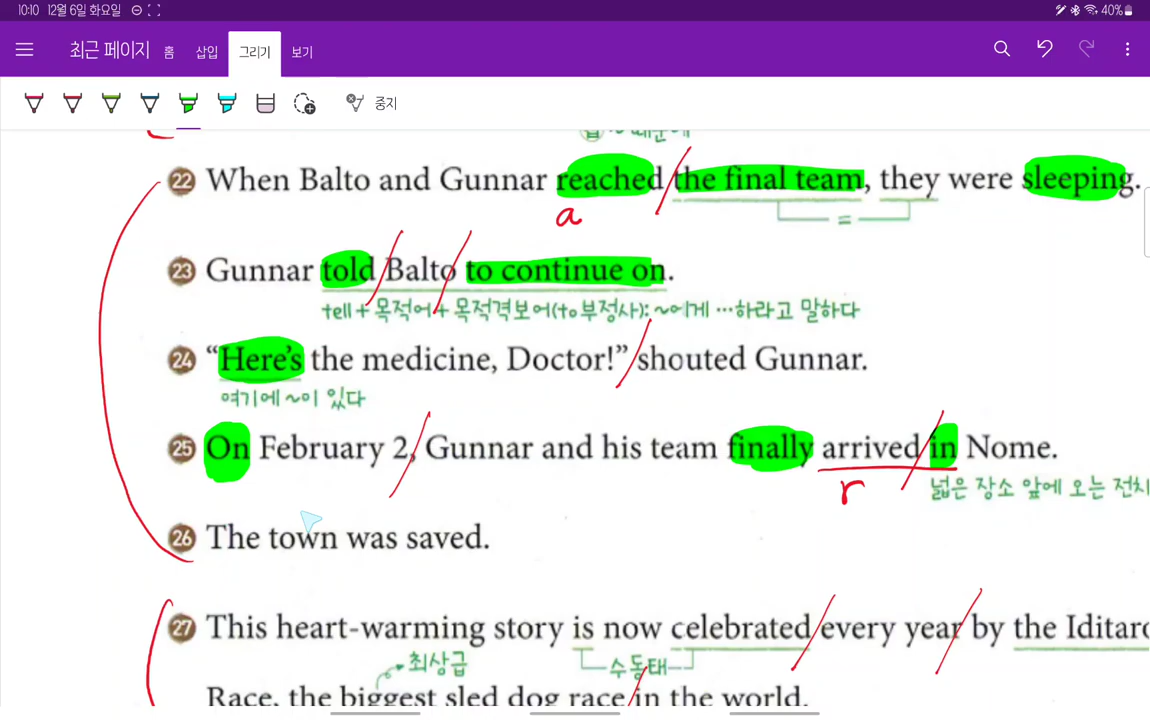 10:10 12월 6일 화요일 40%
최근 페이지 홈 삽입 그리기 보기
중지
때문에
22 When Balto and Gunnar reached the final team, they were sleeping.
a =
23 Gunnar told Balto to continue on.
tell + 목적어 + 목적격보어(to부정사): ~에게 …하라고 말하다
24 “Here’s the medicine, Doctor!” shouted Gunnar.
여기에 ~이 있다
25 On February 2, Gunnar and his team finally arrived in Nome.
r 넓은 장소 앞에 오는 전치
26 The town was saved.
27 This heart-warming story is now celebrated every year by the Iditaro
최상급 수동태
Race, the biggest sled dog race in the world.